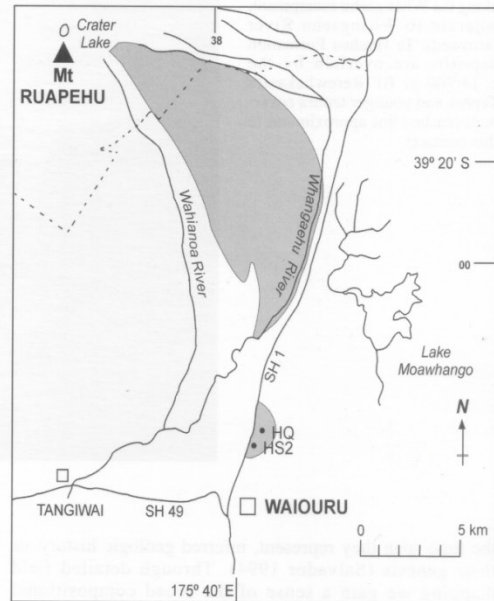 Crater
Lake
38
Mt
RUAPEHU
39º 20' S
Wahianoa River
Whangaehu River
00
SH 1
Lake
Moawhango
N
HQ
HS2
TANGIWAI
SH 49
WAIOURU
0 5 km
175º 40' E